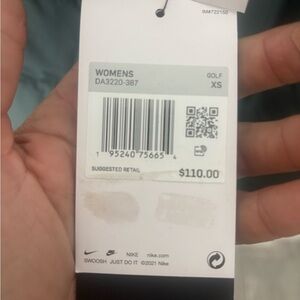 WOMENS GOLF
DA3220-387 XS
1 95240 75665 4
SUGGESTED RETAIL $110.00
NIKE nike.com
SWOOSH JUST DO IT ©2021 Nike